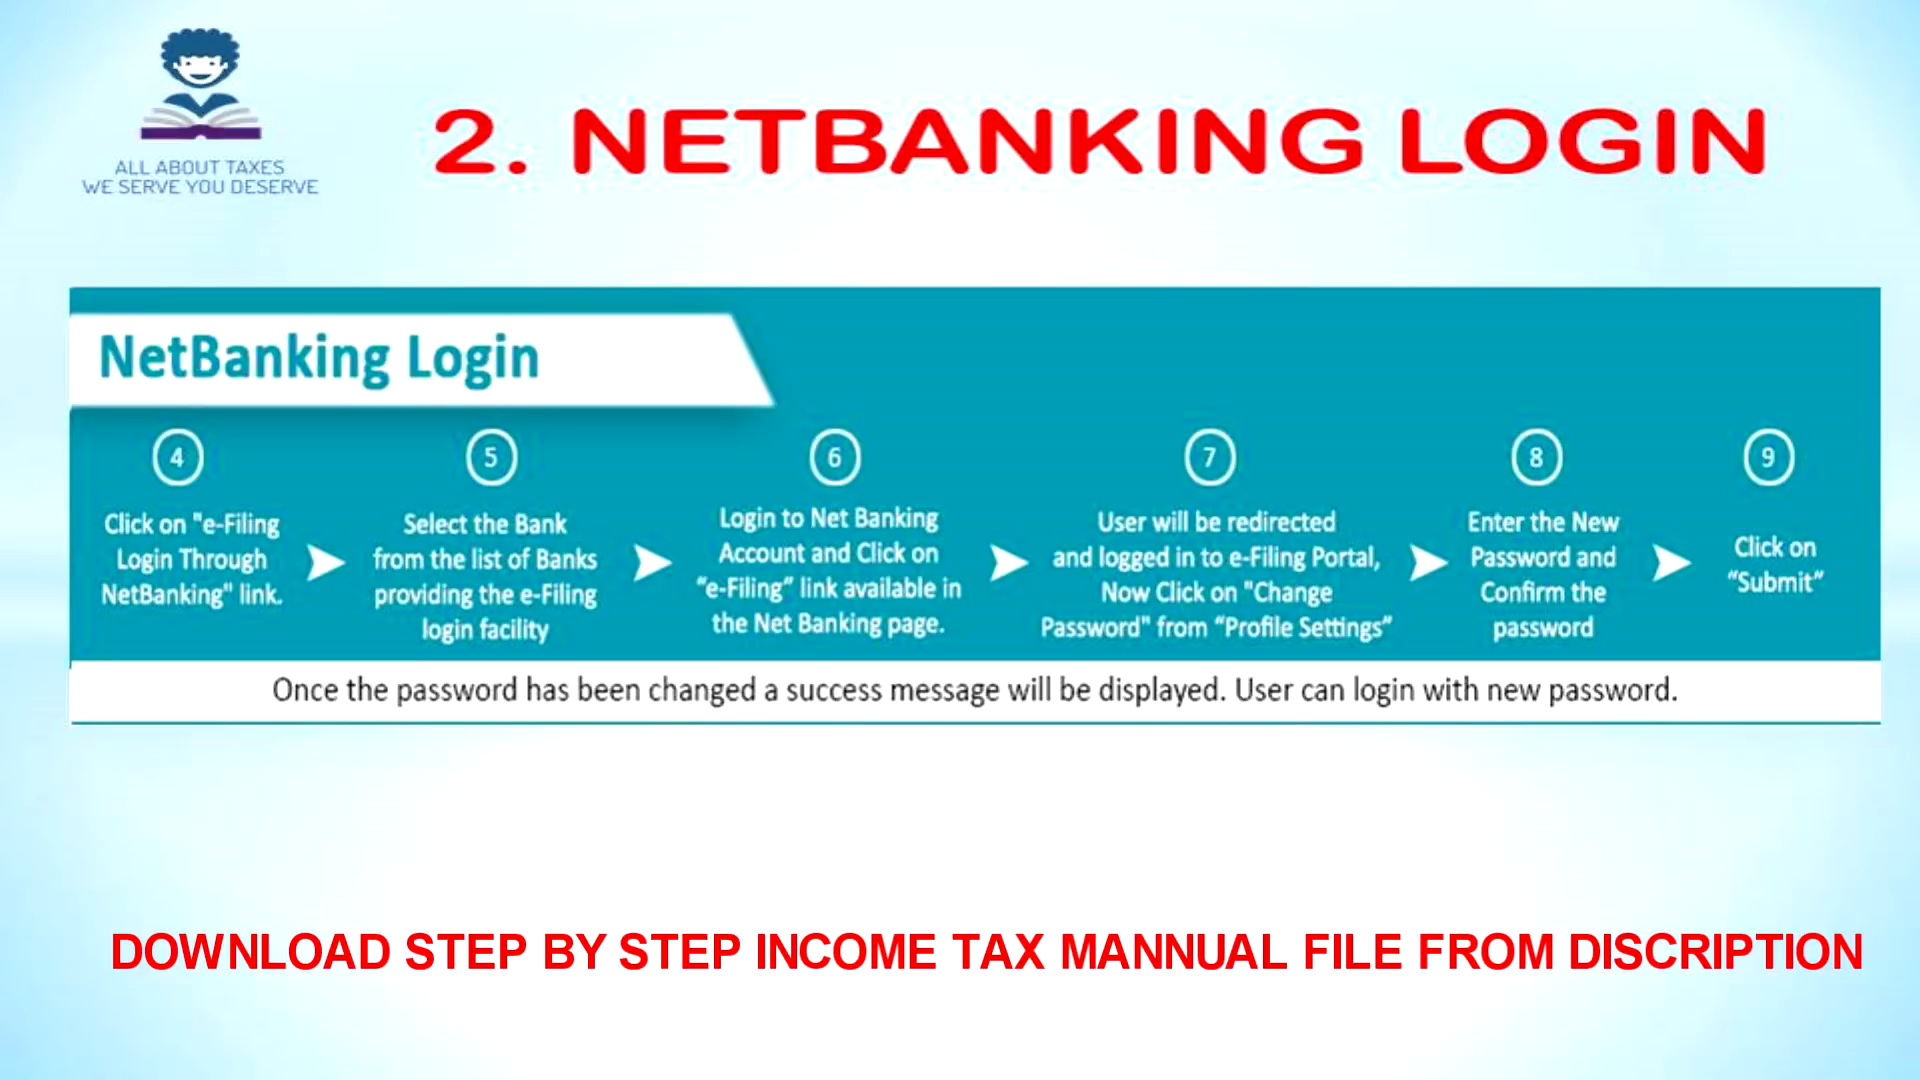 ALL ABOUT TAXES
WE SERVE YOU DESERVE
2. NETBANKING LOGIN
NetBanking Login
4
Click on "e-Filing
Login Through
NetBanking" link.
5
Select the Bank
from the list of Banks
providing the e-Filing
login facility
6
Login to Net Banking
Account and Click on
“e-Filing” link available in
the Net Banking page.
7
User will be redirected
and logged in to e-Filing Portal,
Now Click on "Change
Password" from “Profile Settings”
8
Enter the New
Password and
Confirm the
password
9
Click on
“Submit”
Once the password has been changed a success message will be displayed. User can login with new password.
DOWNLOAD STEP BY STEP INCOME TAX MANNUAL FILE FROM DISCRIPTION